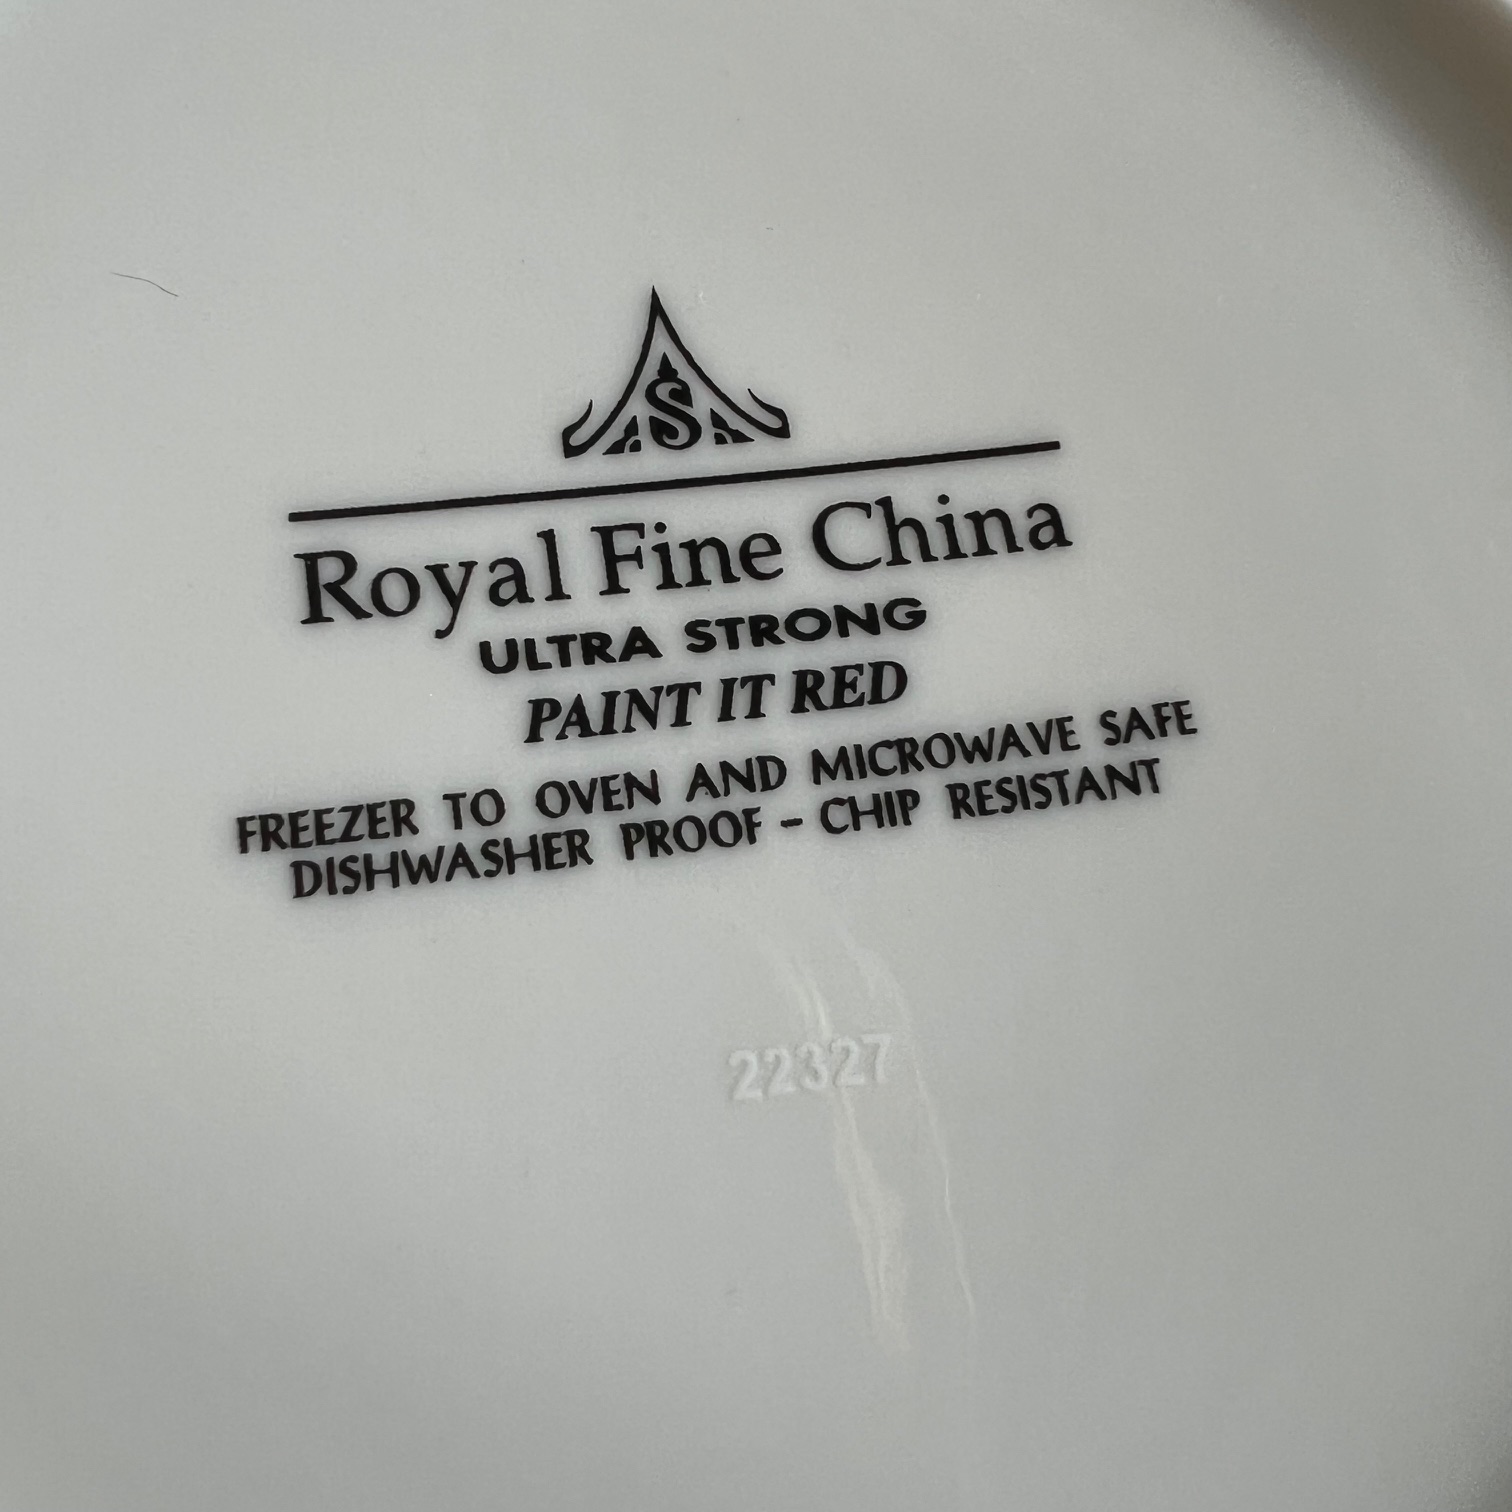 S
Royal Fine China
ULTRA STRONG
PAINT IT RED
FREEZER TO OVEN AND MICROWAVE SAFE
DISHWASHER PROOF - CHIP RESISTANT
22327